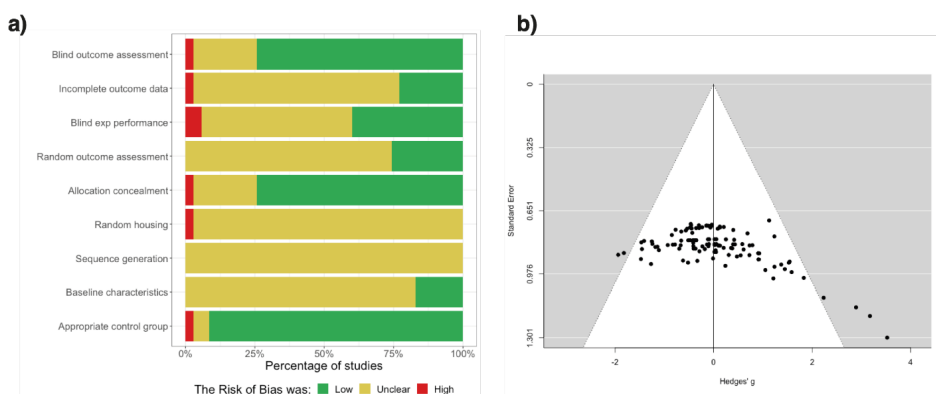 a)
Blind outcome assessment
Incomplete outcome data
Blind exp performance
Random outcome assessment
Allocation concealment
Random housing
Sequence generation
Baseline characteristics
Appropriate control group
0% 25% 50% 75% 100%
Percentage of studies
The Risk of Bias was: Low Unclear High
b)
Standard Error
0
0.325
0.651
0.976
1.301
-2 0 2 4
Hedges' g